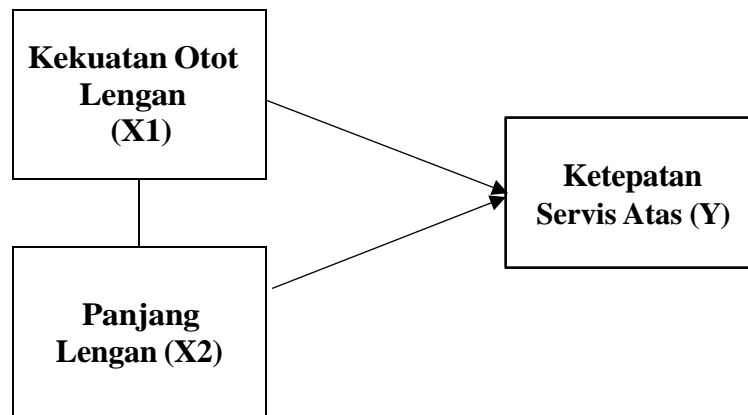 Kekuatan Otot
Lengan
(X1)
Ketepatan
Servis Atas (Y)
Panjang
Lengan (X2)